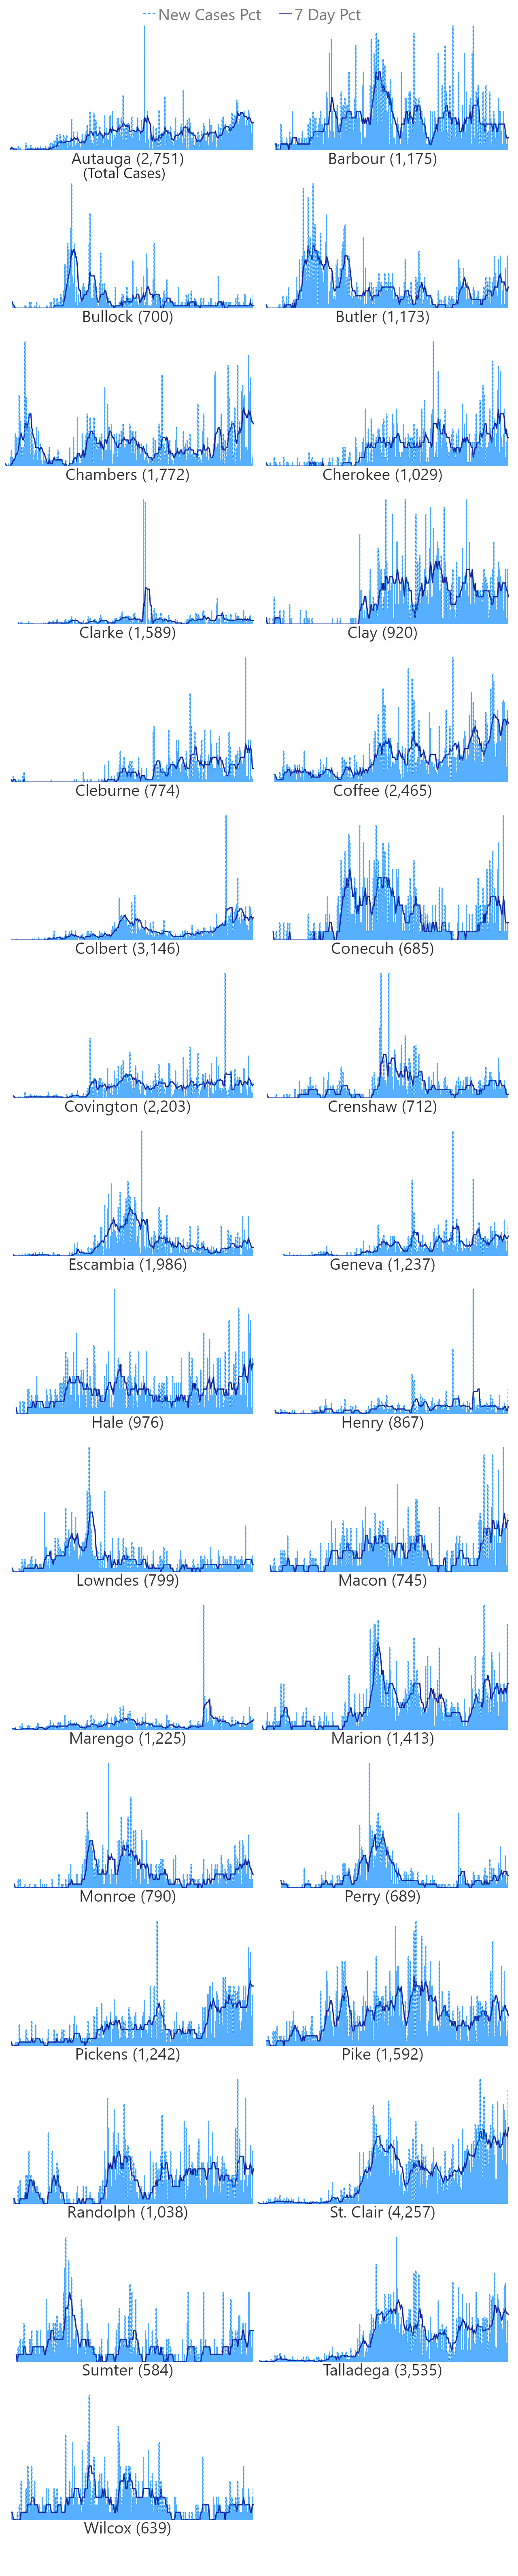 New Cases Pct 7 Day Pct
Autauga (2,751) Barbour (1,175)
(Total Cases)
Bullock (700) Butler (1,173)
Chambers (1,772) Cherokee (1,029)
Clarke (1,589) Clay (920)
Cleburne (774) Coffee (2,465)
Colbert (3,146) Conecuh (685)
Covington (2,203) Crenshaw (712)
Escambia (1,986) Geneva (1,237)
Hale (976) Henry (867)
Lowndes (799) Macon (745)
Marengo (1,225) Marion (1,413)
Monroe (790) Perry (689)
Pickens (1,242) Pike (1,592)
Randolph (1,038) St. Clair (4,257)
Sumter (584) Talladega (3,535)
Wilcox (639)